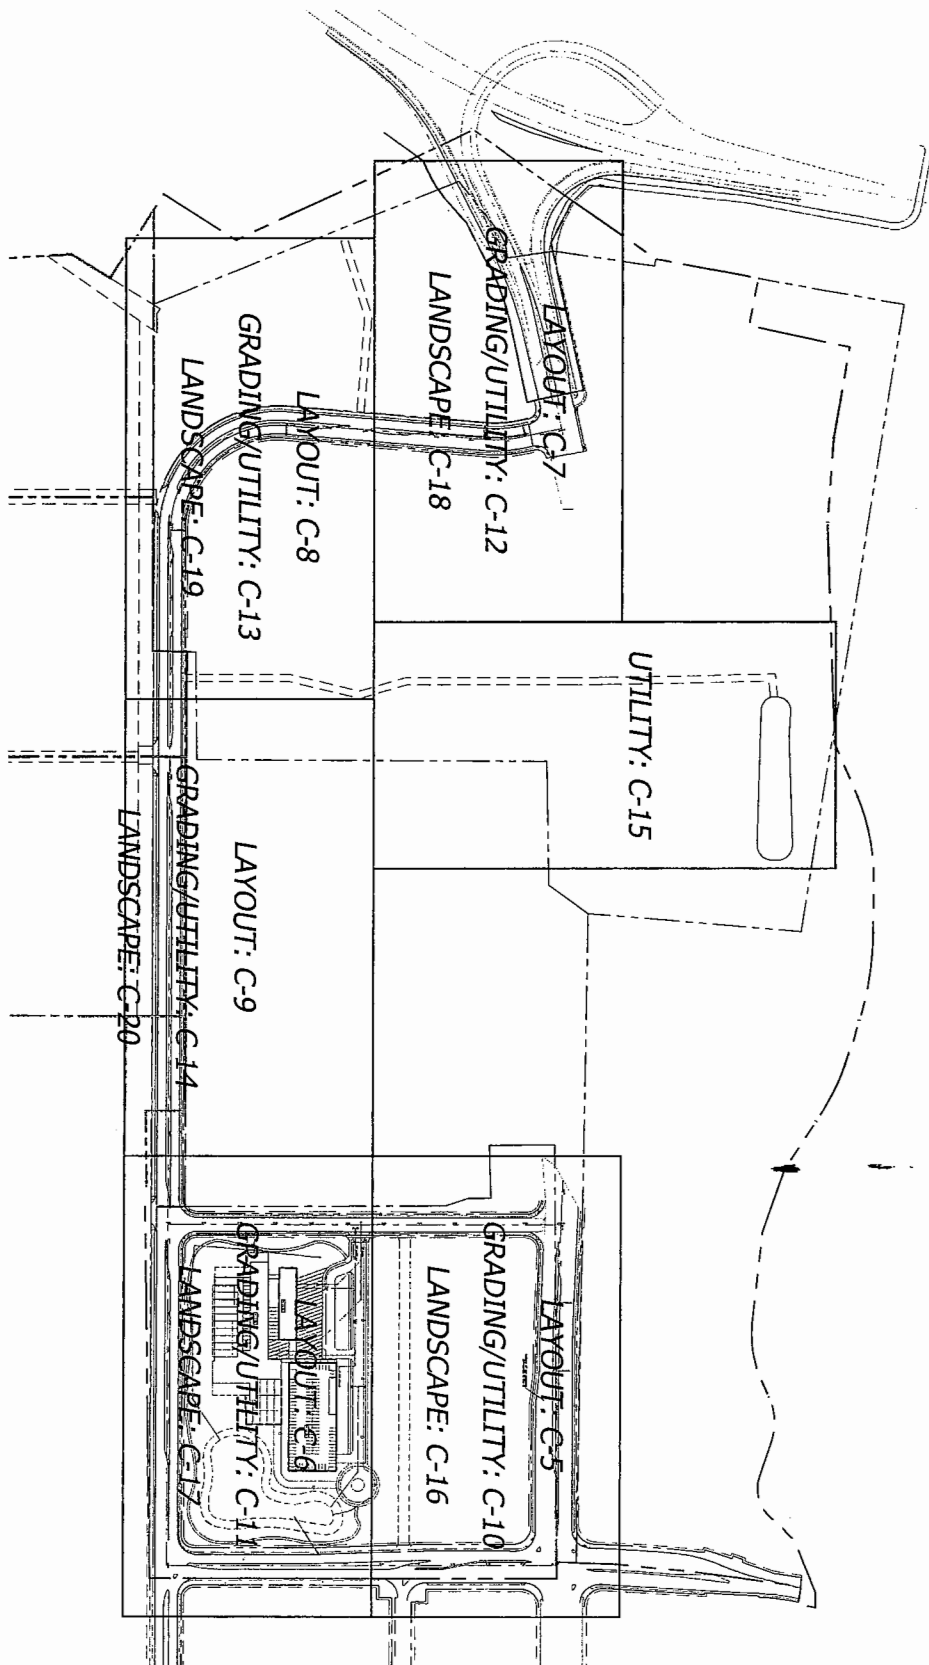 LAYOUT: C-7
GRADING/UTILITY: C-12
LANDSCAPE: C-18
LAYOUT: C-8
GRADING/UTILITY: C-13
LANDSCAPE: C-19
UTILITY: C-15
LAYOUT: C-9
GRADING/UTILITY: C-14
LANDSCAPE: C-20
LAYOUT: C-5
GRADING/UTILITY: C-10
LANDSCAPE: C-16
LAYOUT: C-6
GRADING/UTILITY: C-11
LANDSCAPE: C-17